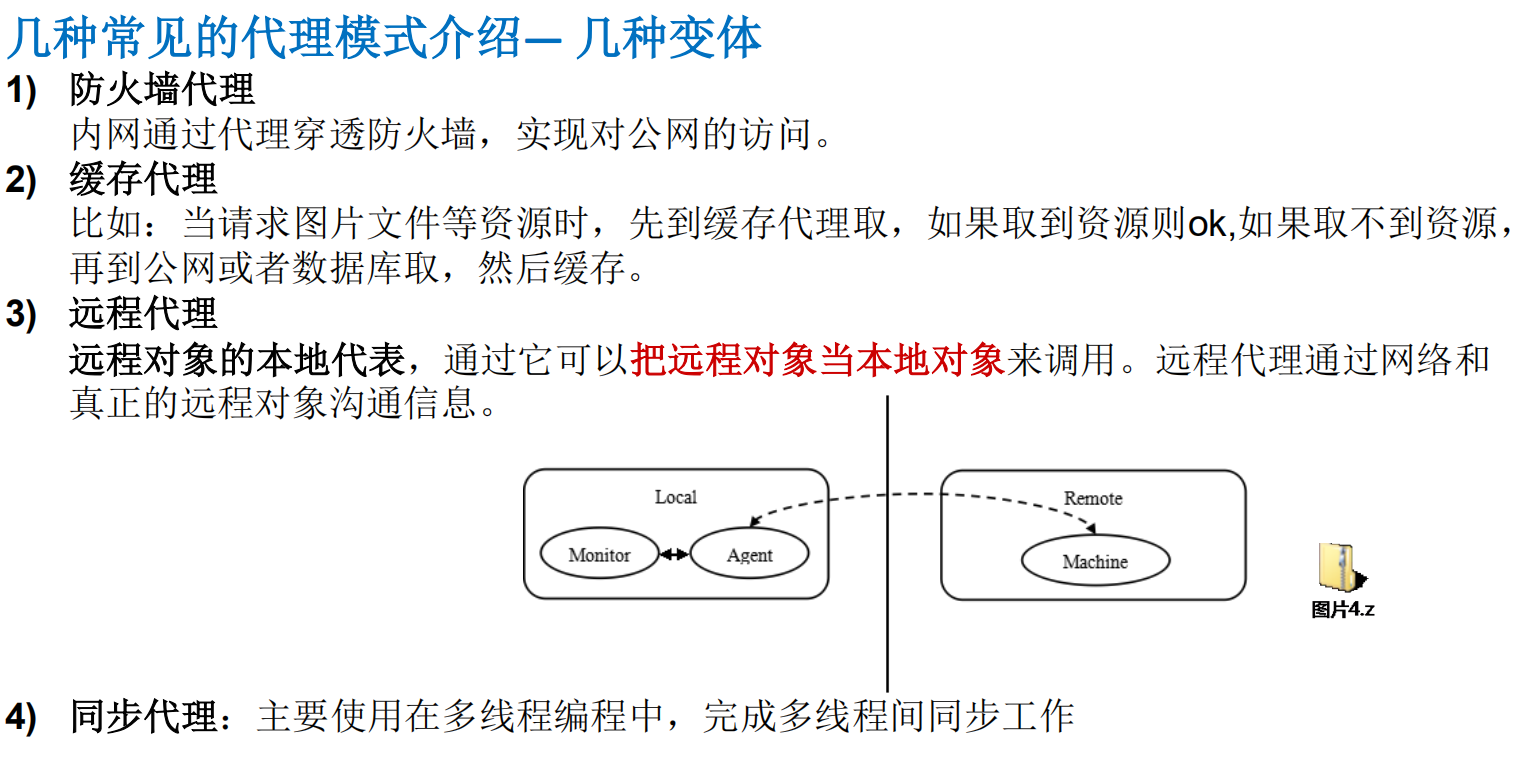 几种常见的代理模式介绍— 几种变体
1) 防火墙代理
内网通过代理穿透防火墙，实现对公网的访问。
2) 缓存代理
比如：当请求图片文件等资源时，先到缓存代理取，如果取到资源则ok,如果取不到资源，
再到公网或者数据库取，然后缓存。
3) 远程代理
远程对象的本地代表，通过它可以把远程对象当本地对象来调用。远程代理通过网络和
真正的远程对象沟通信息。
Local
Remote
Monitor
Agent
Machine
图片4.z
4) 同步代理：主要使用在多线程编程中，完成多线程间同步工作